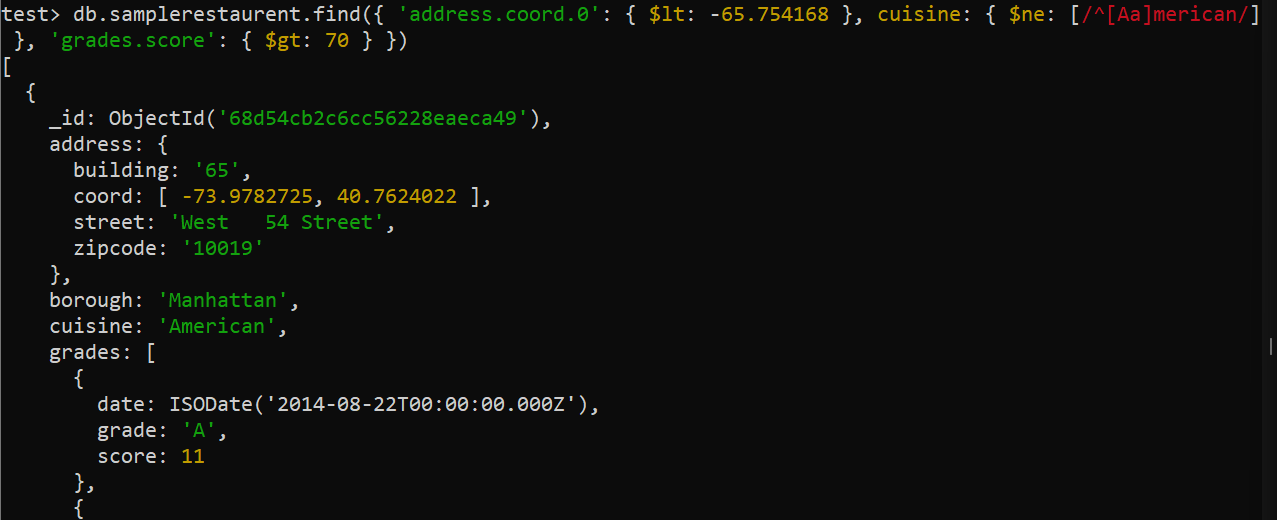 test> db.samplerestaurent.find({ 'address.coord.0': { $lt: -65.754168 }, cuisine: { $ne: [/^[Aa]merican/]
 }, 'grades.score': { $gt: 70 } })
[
  {
    _id: ObjectId('68d54cb2c6cc56228eaeca49'),
    address: {
      building: '65',
      coord: [ -73.9782725, 40.7624022 ],
      street: 'West   54 Street',
      zipcode: '10019'
    },
    borough: 'Manhattan',
    cuisine: 'American',
    grades: [
      {
        date: ISODate('2014-08-22T00:00:00.000Z'),
        grade: 'A',
        score: 11
      },
      {